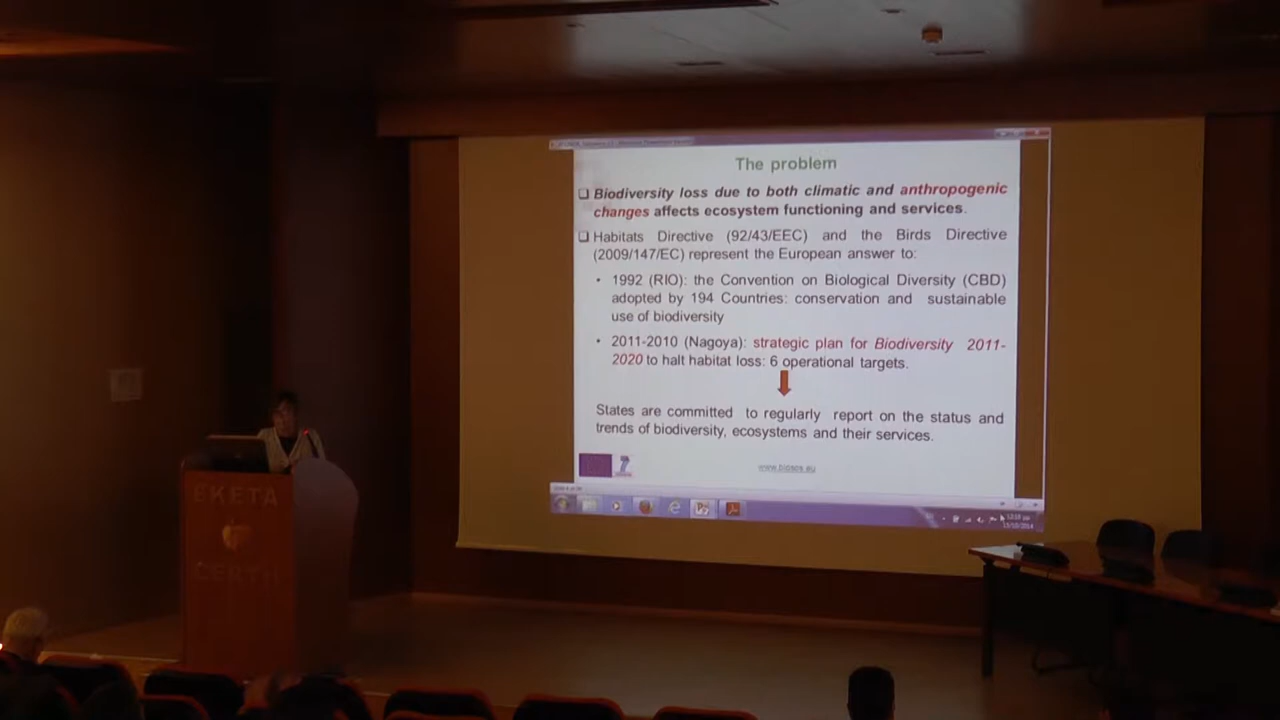 The problem
❑ Biodiversity loss due to both climatic and anthropogenic
changes affects ecosystem functioning and services.
❑ Habitats Directive (92/43/EEC) and the Birds Directive
(2009/147/EC) represent the European answer to:
• 1992 (RIO): the Convention on Biological Diversity (CBD)
adopted by 194 Countries: conservation and sustainable
use of biodiversity
• 2011-2010 (Nagoya): strategic plan for Biodiversity 2011-
2020 to halt habitat loss: 6 operational targets.
States are committed to regularly report on the status and
trends of biodiversity, ecosystems and their services.
ΕΚΕΤΑ
CERTH